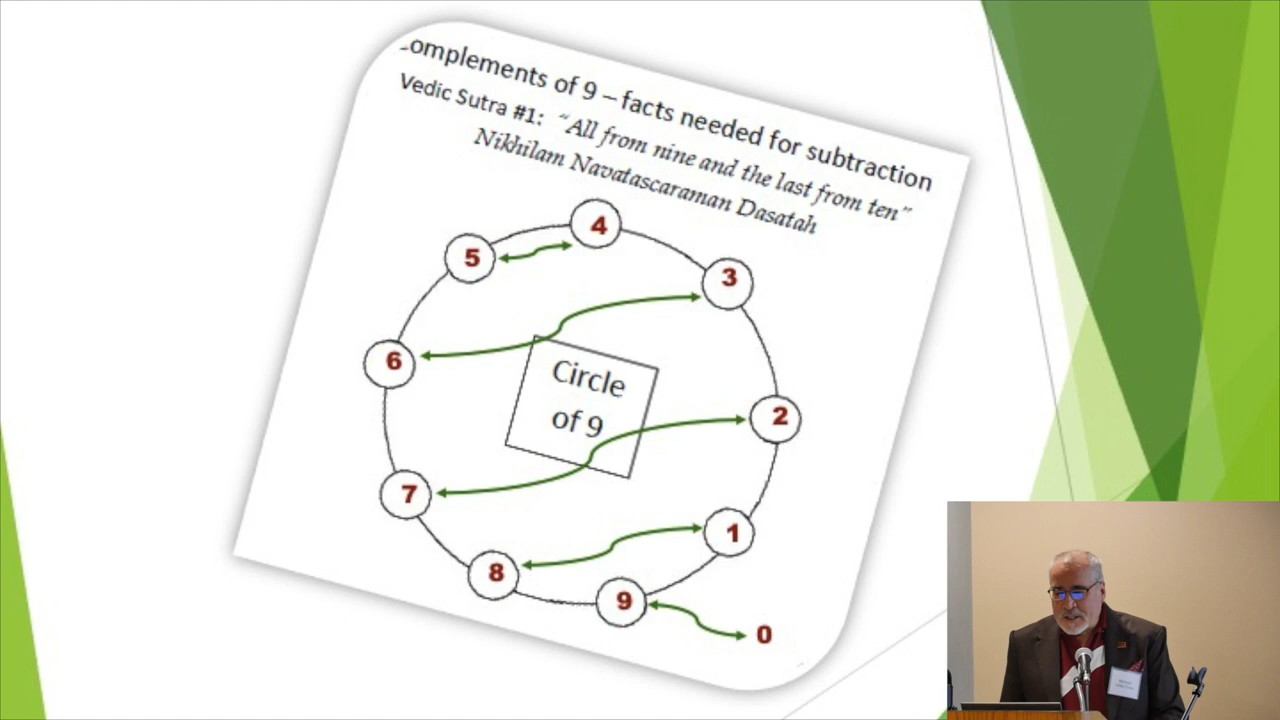 omplements of 9 – facts needed for subtraction
Vedic Sutra #1: “All from nine and the last from ten”
Nikhilam Navatascaraman Dasatah
4
5
3
6
Circle
of 9
2
7
1
8
9
0